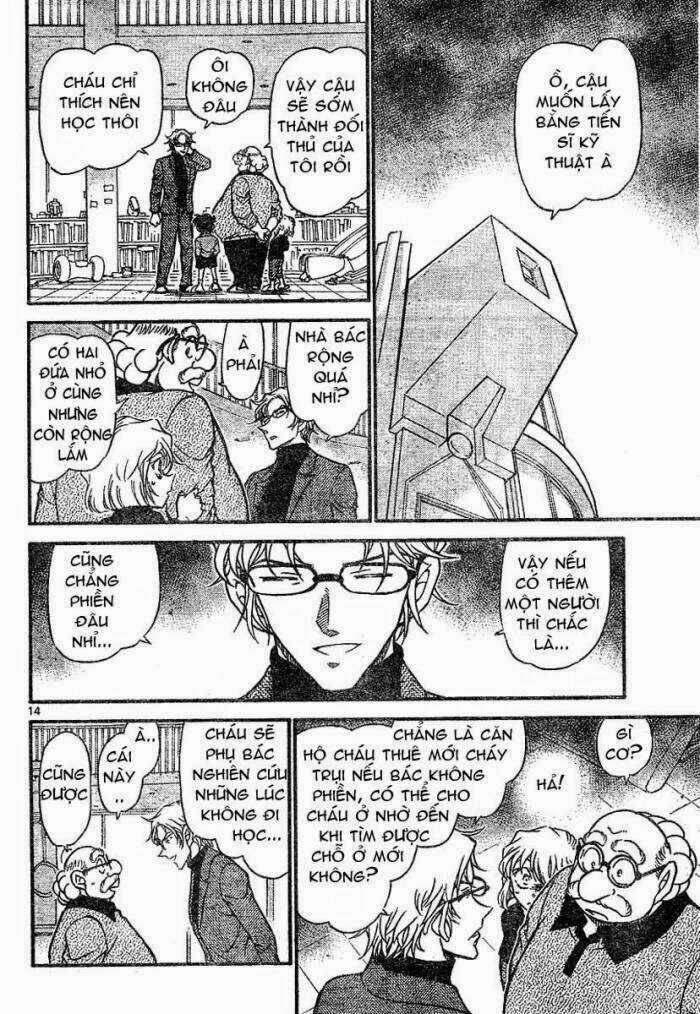 Ồ, CẬU
MUỐN LẤY
BẰNG TIẾN
SĨ KỸ
THUẬT À
VẬY CẬU
SẼ SỚM
THÀNH ĐỐI
THỦ CỦA
TÔI RỒI
ÔI
KHÔNG
ĐÂU
CHÁU CHỈ
THÍCH NÊN
HỌC THÔI
NHÀ BÁC
RỘNG
QUÁ
NHỈ?
À
PHẢI
CÓ HAI
ĐỨA NHỎ
Ở CÙNG
NHƯNG
CÒN RỘNG
LẮM
VẬY NẾU
CÓ THÊM
MỘT NGƯỜI
THÌ CHẮC
LÀ...
CŨNG
CHẲNG
PHIỀN
ĐÂU
NHỈ...
14
GÌ
CƠ?
HẢ!
CHẲNG LÀ CĂN
HỘ CHÁU THUÊ MỚI CHÁY
TRỤI NẾU BÁC KHÔNG
PHIỀN, CÓ THỂ CHO
CHÁU Ở NHỜ ĐẾN
KHI TÌM ĐƯỢC
CHỖ Ở MỚI
KHÔNG?
CHÁU SẼ
PHỤ BÁC
NGHIÊN CỨU
NHỮNG LÚC
KHÔNG ĐI
HỌC...
À..
CÁI
NÀY
..
CŨNG
ĐƯỢC